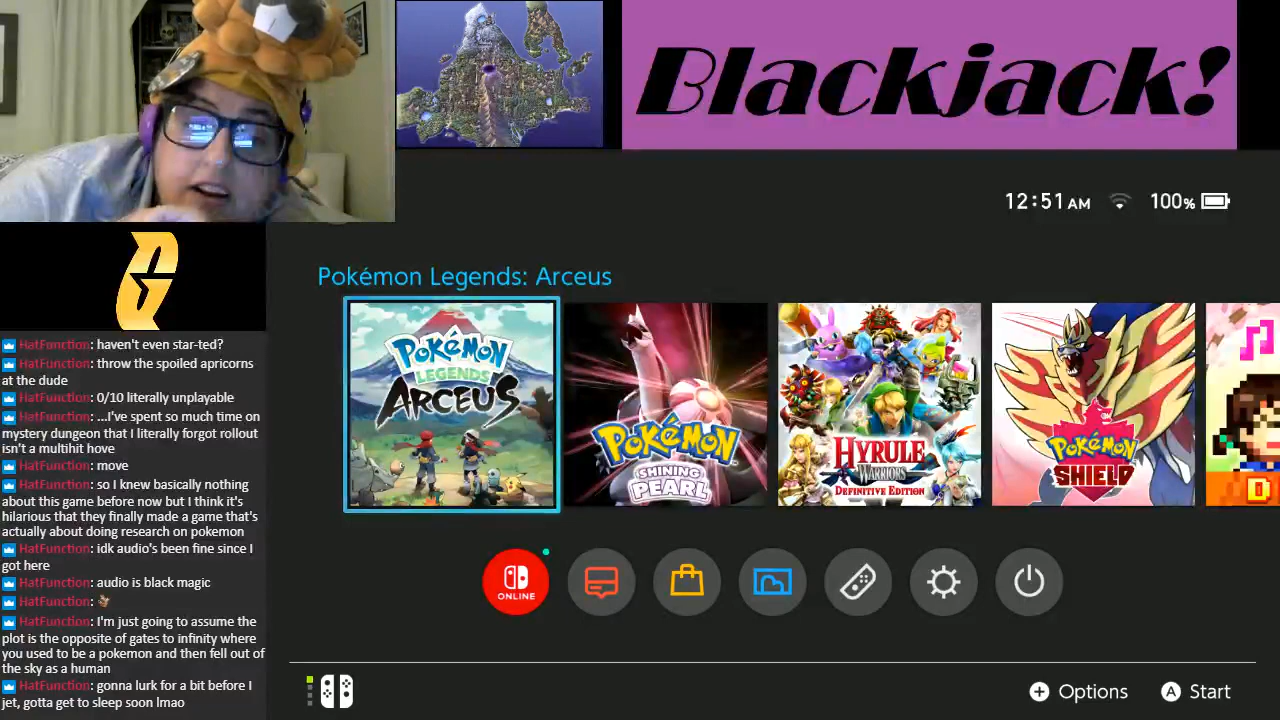 Blackjack!
12:51 AM 100%
Pokémon Legends: Arceus
POKéMON
LEGENDS
ARCEUS
POKéMON
SHINING
PEARL
HYRULE
WARRIORS
DEFINITIVE EDITION
POKéMON
SHIELD
D
ONLINE
HatFunction: haven't even star-ted?
HatFunction: throw the spoiled apricorns
at the dude
HatFunction: 0/10 literally unplayable
HatFunction: ...I've spent so much time on
mystery dungeon that I literally forgot rollout
isn't a multihit hove
HatFunction: move
HatFunction: so I knew basically nothing
about this game before now but I think it's
hilarious that they finally made a game that's
actually about doing research on pokemon
HatFunction: idk audio's been fine since I
got here
HatFunction: audio is black magic
HatFunction:
HatFunction: I'm just going to assume the
plot is the opposite of gates to infinity where
you used to be a pokemon and then fell out of
the sky as a human
HatFunction: gonna lurk for a bit before I
jet, gotta get to sleep soon lmao
Options
A Start